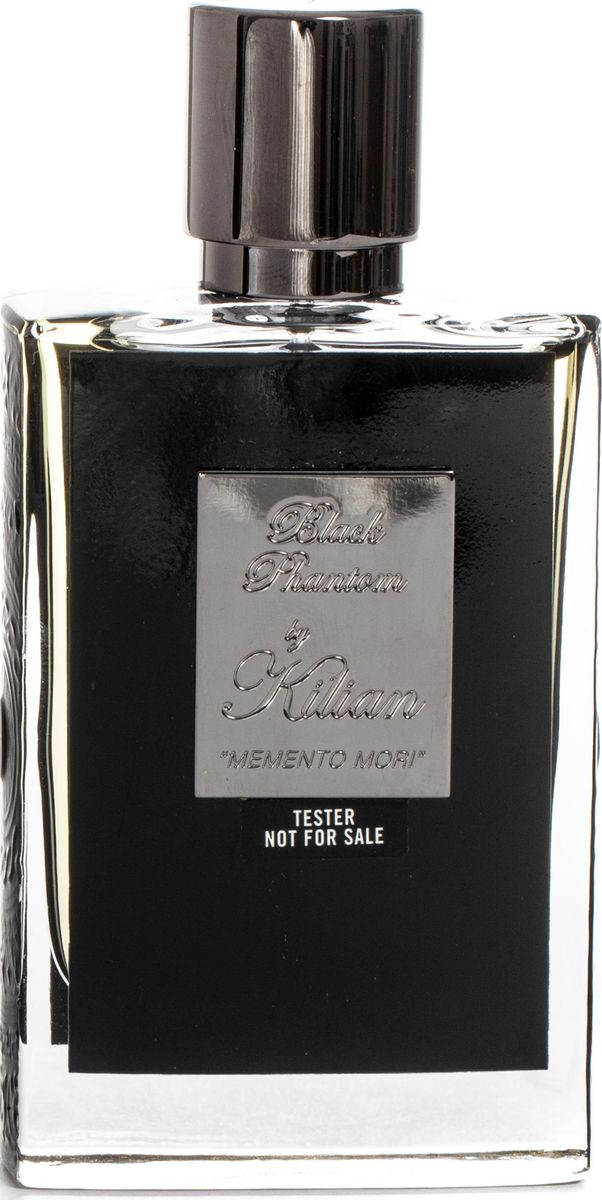 Black
Phantom
by
Kilian
"MEMENTO MORI"
TESTER
NOT FOR SALE